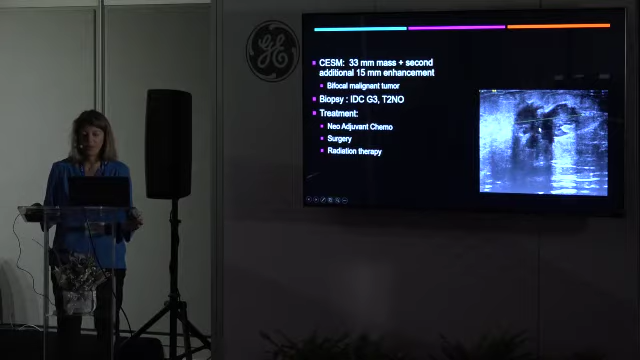 GE
CESM: 33 mm mass + second
additional 15 mm enhancement
Bifocal malignant tumor
Biopsy : IDC G3, T2N0
Treatment:
Neo Adjuvant Chemo
Surgery
Radiation therapy